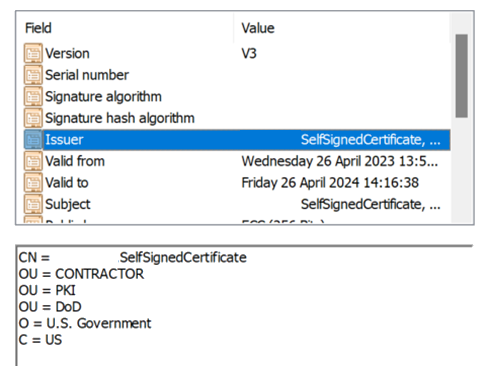 Field Value
Version V3
Serial number
Signature algorithm
Signature hash algorithm
Issuer SelfSignedCertificate, ...
Valid from Wednesday 26 April 2023 13:5...
Valid to Friday 26 April 2024 14:16:38
Subject SelfSignedCertificate, ...
CN = SelfSignedCertificate
OU = CONTRACTOR
OU = PKI
OU = DoD
O = U.S. Government
C = US